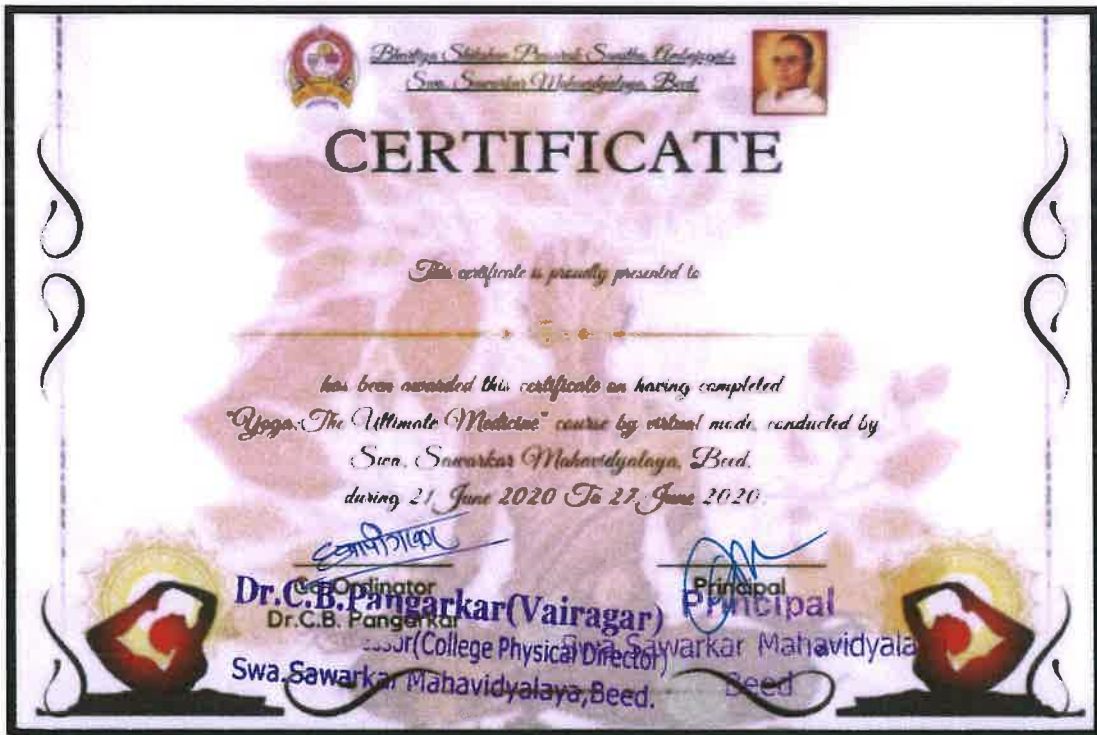 Bhartiya Shikshan Prasarak Sanstha, Ambajogai's
Swa. Sawarkar Mahavidyalaya, Beed.
CERTIFICATE
This certificate is proudly presented to
has been awarded this certificate on having completed
"Yoga: The Ultimate Medicine" course by virtual mode, conducted by
Swa. Sawarkar Mahavidyalaya, Beed.
during 21, June 2020 To 27, June 2020.
Co-Ordinator
Dr.C.B. Pangarkar
Dr.C.B.Pangarkar(Vairagar)
(College Physical Director)
Swa.Sawarkar Mahavidyalaya,Beed.
Principal
Principal
Swa.Sawarkar Mahavidyala
Beed